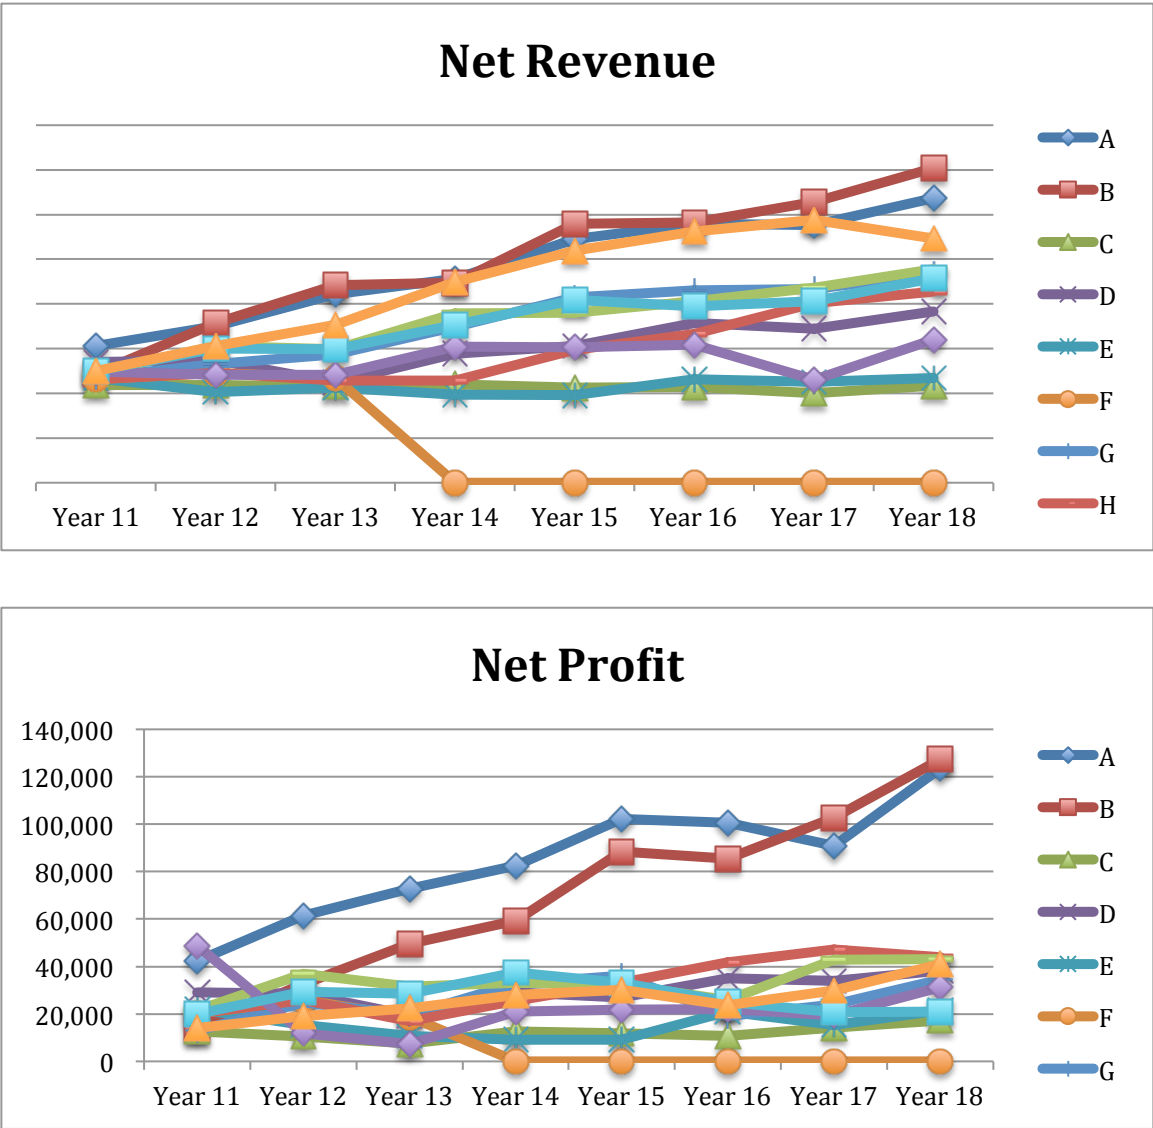 Net Revenue
A
B
C
D
E
F
G
H
Year 11 Year 12 Year 13 Year 14 Year 15 Year 16 Year 17 Year 18
Net Profit
140,000
120,000
100,000
80,000
60,000
40,000
20,000
0
A
B
C
D
E
F
G
Year 11 Year 12 Year 13 Year 14 Year 15 Year 16 Year 17 Year 18